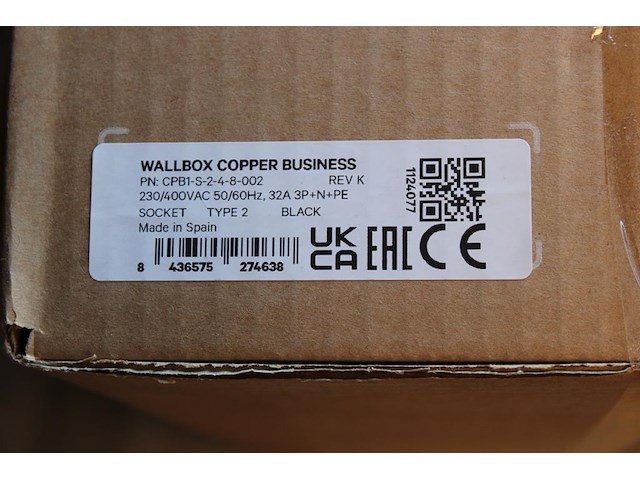 WALLBOX COPPER BUSINESS
PN: CPB1-S-2-4-8-002 REV K
230/400VAC 50/60Hz, 32A 3P+N+PE
SOCKET TYPE 2 BLACK
Made in Spain
8 436575 274638
UK
CA
EAC
CE
1124077